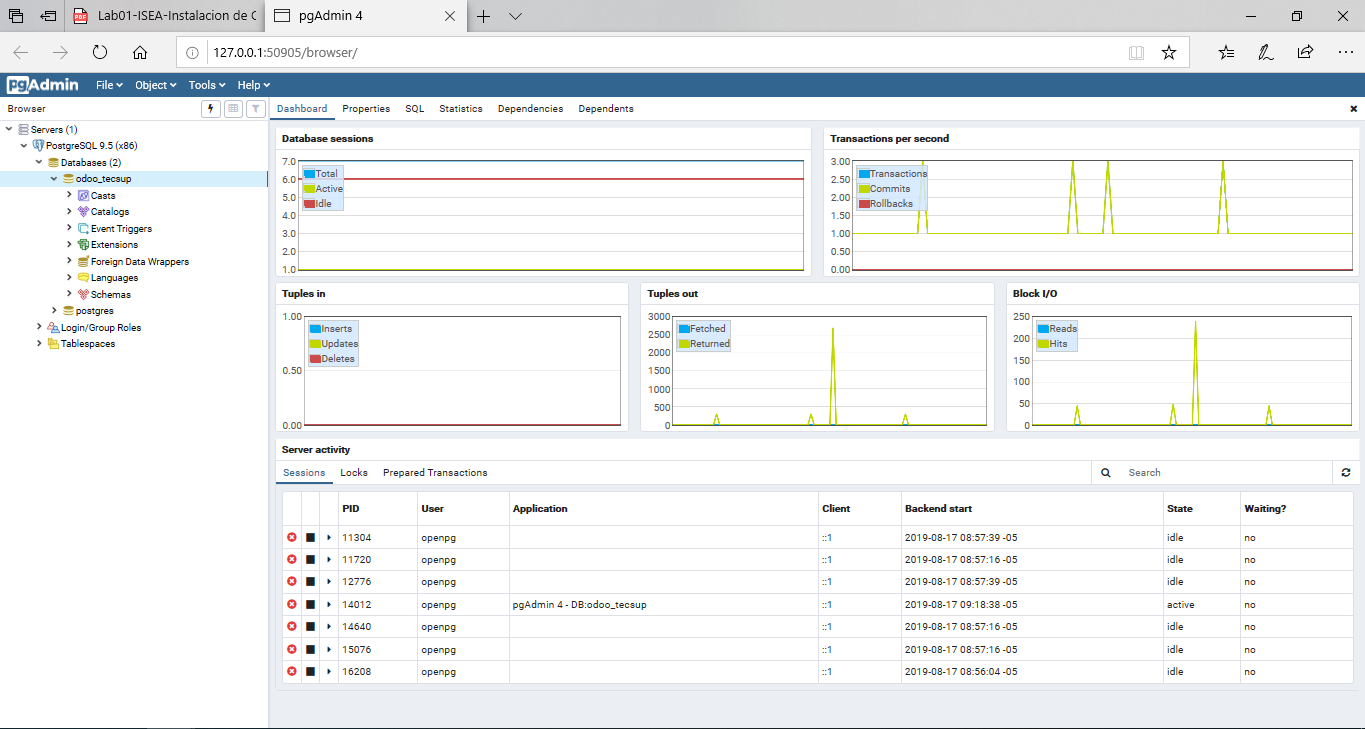 Lab01-ISEA-Instalacion de C
pgAdmin 4
127.0.0.1:50905/browser/
pgAdmin File Object Tools Help
Browser
Servers (1)
PostgreSQL 9.5 (x86)
Databases (2)
odoo_tecsup
Casts
Catalogs
Event Triggers
Extensions
Foreign Data Wrappers
Languages
Schemas
postgres
Login/Group Roles
Tablespaces
Dashboard Properties SQL Statistics Dependencies Dependents
Database sessions
7.0
6.0
5.0
4.0
3.0
2.0
1.0
Total
Active
Idle
Transactions per second
3.00
2.50
2.00
1.50
1.00
0.50
0.00
Transactions
Commits
Rollbacks
Tuples in
1.00
0.50
0.00
Inserts
Updates
Deletes
Tuples out
3000
2500
2000
1500
1000
500
0
Fetched
Returned
Block I/O
250
200
150
100
50
0
Reads
Hits
Server activity
Sessions Locks Prepared Transactions Search
PID User Application Client Backend start State Waiting?
11304 openpg ::1 2019-08-17 08:57:39 -05 idle no
11720 openpg ::1 2019-08-17 08:57:16 -05 idle no
12776 openpg ::1 2019-08-17 08:57:39 -05 idle no
14012 openpg pgAdmin 4 - DB:odoo_tecsup ::1 2019-08-17 09:18:38 -05 active no
14640 openpg ::1 2019-08-17 08:57:16 -05 idle no
15076 openpg ::1 2019-08-17 08:57:16 -05 idle no
16208 openpg ::1 2019-08-17 08:56:04 -05 idle no